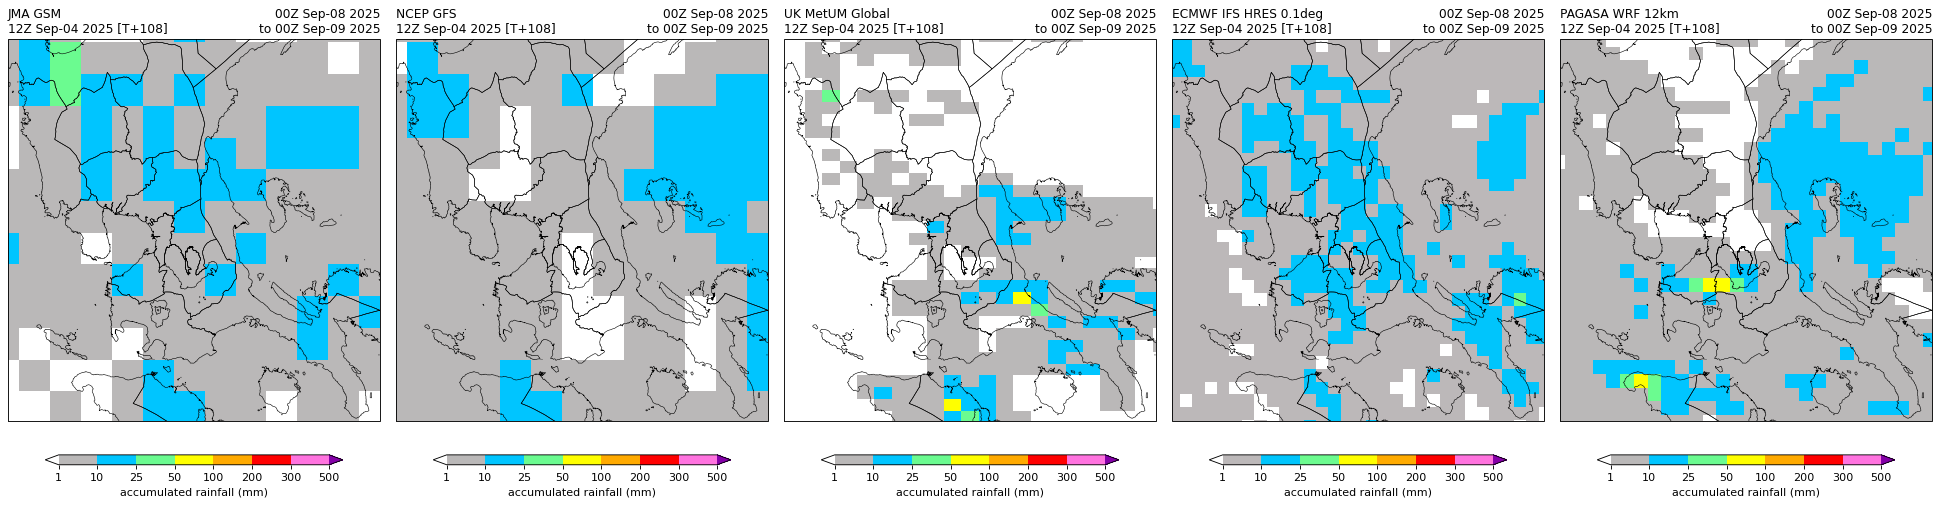 JMA GSM 00Z Sep-08 2025
12Z Sep-04 2025 [T+108] to 00Z Sep-09 2025
NCEP GFS 00Z Sep-08 2025
12Z Sep-04 2025 [T+108] to 00Z Sep-09 2025
UK MetUM Global 00Z Sep-08 2025
12Z Sep-04 2025 [T+108] to 00Z Sep-09 2025
ECMWF IFS HRES 0.1deg 00Z Sep-08 2025
12Z Sep-04 2025 [T+108] to 00Z Sep-09 2025
PAGASA WRF 12km 00Z Sep-08 2025
12Z Sep-04 2025 [T+108] to 00Z Sep-09 2025
1 10 25 50 100 200 300 500
accumulated rainfall (mm)
1 10 25 50 100 200 300 500
accumulated rainfall (mm)
1 10 25 50 100 200 300 500
accumulated rainfall (mm)
1 10 25 50 100 200 300 500
accumulated rainfall (mm)
1 10 25 50 100 200 300 500
accumulated rainfall (mm)